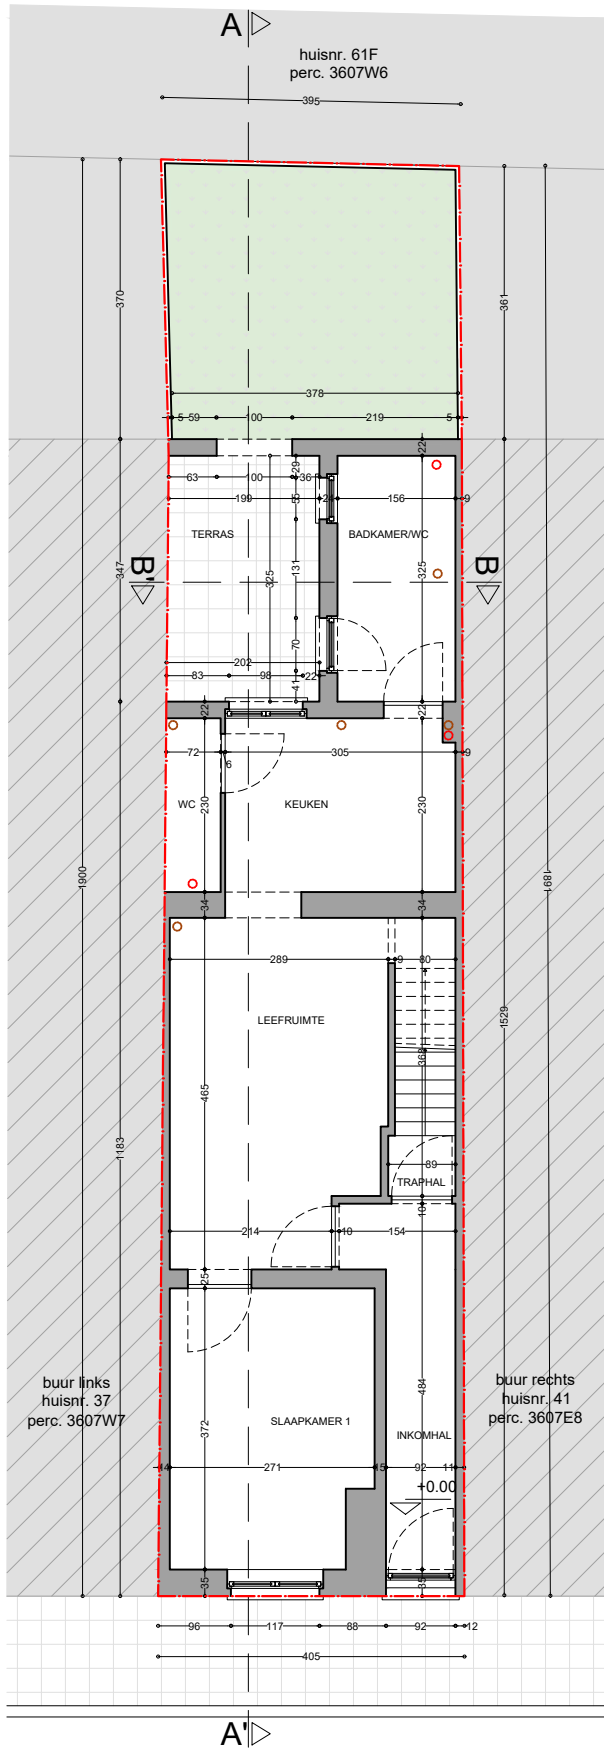 A
huisnr. 61F
perc. 3607W6
395
370
361
378
5 59 100 219 5
22
29
63 100 36
55
199 24 156 9
TERRAS
BADKAMER/WC
B'
B
347
325
131
325
70
202
83 98 22
41
22
22
72
6
305
9
WC
230
KEUKEN
230
1900
1891
34
34
289 9 80
LEEFRUIMTE
1529
368
465
1183
89
TRAPHAL
10
214 10 154
25
buur links
huisnr. 37
perc. 3607W7
buur rechts
huisnr. 41
perc. 3607E8
484
372
SLAAPKAMER 1
INKOMHAL
14 271 15 92 11
+0.00
35
35
96 117 88 92 12
405
A'